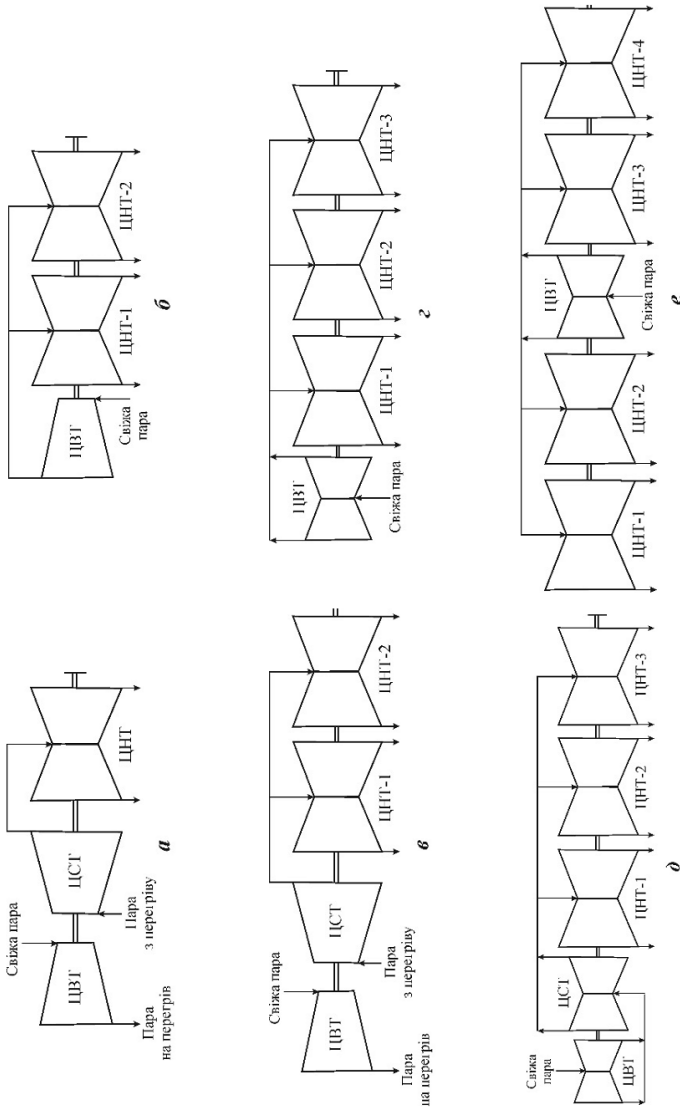 Свіжа пара
ЦВТ
ЦСТ
ЦНТ
Пара
на перегрів
Пара
з перегріву
а
ЦВТ
ЦНТ-1
ЦНТ-2
Свіжа
пара
б
Свіжа пара
ЦВТ
ЦСТ
ЦНТ-1
ЦНТ-2
Пара
на перегрів
Пара
з перегріву
в
ЦВТ
ЦНТ-1
ЦНТ-2
ЦНТ-3
Свіжа пара
г
Свіжа
пара
ЦВТ
ЦСТ
ЦНТ-1
ЦНТ-2
ЦНТ-3
д
ЦНТ-1
ЦНТ-2
ЦВТ
ЦНТ-3
ЦНТ-4
Свіжа пара
е